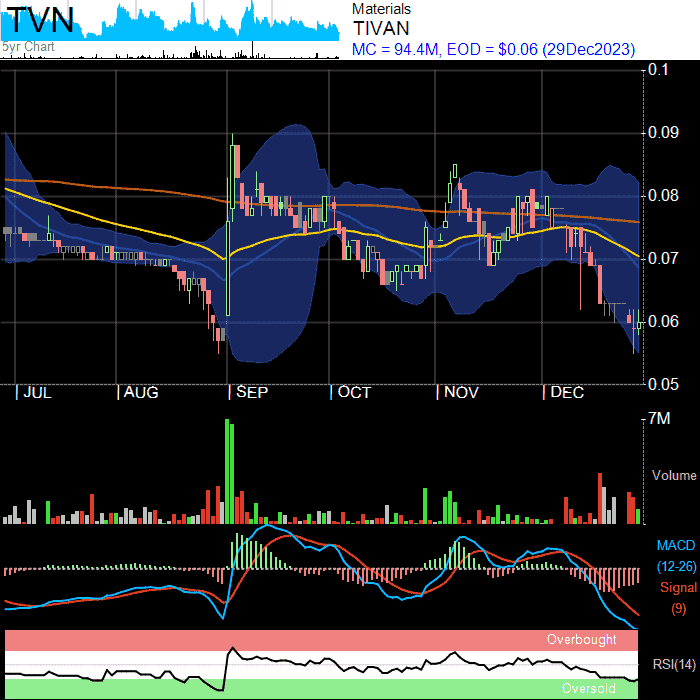 TVN
5yr Chart
Materials
TIVAN
MC = 94.4M, EOD = $0.06 (29Dec2023)
0.1
0.09
0.08
0.07
0.06
0.05
JUL AUG SEP OCT NOV DEC
7M
Volume
MACD
(12-26)
Signal
(9)
Overbought
RSI(14)
Oversold